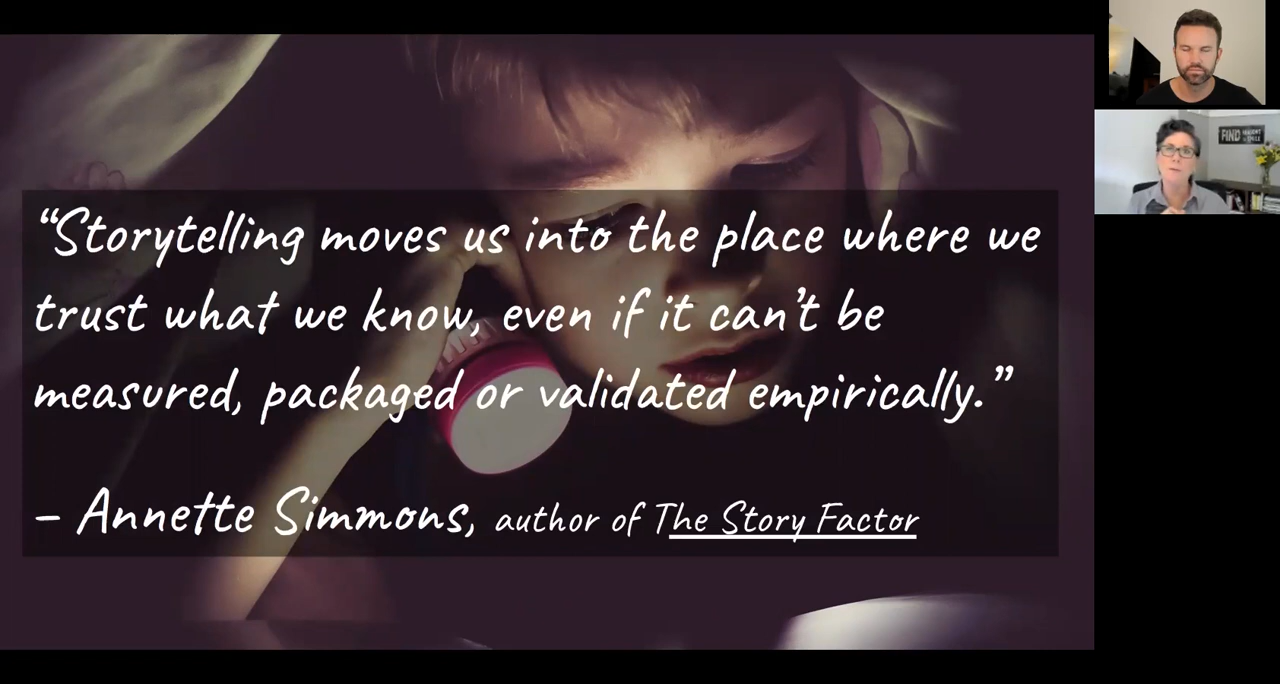 “Storytelling moves us into the place where we
trust what we know, even if it can’t be
measured, packaged or validated empirically.”
– Annette Simmons, author of The Story Factor
FIND